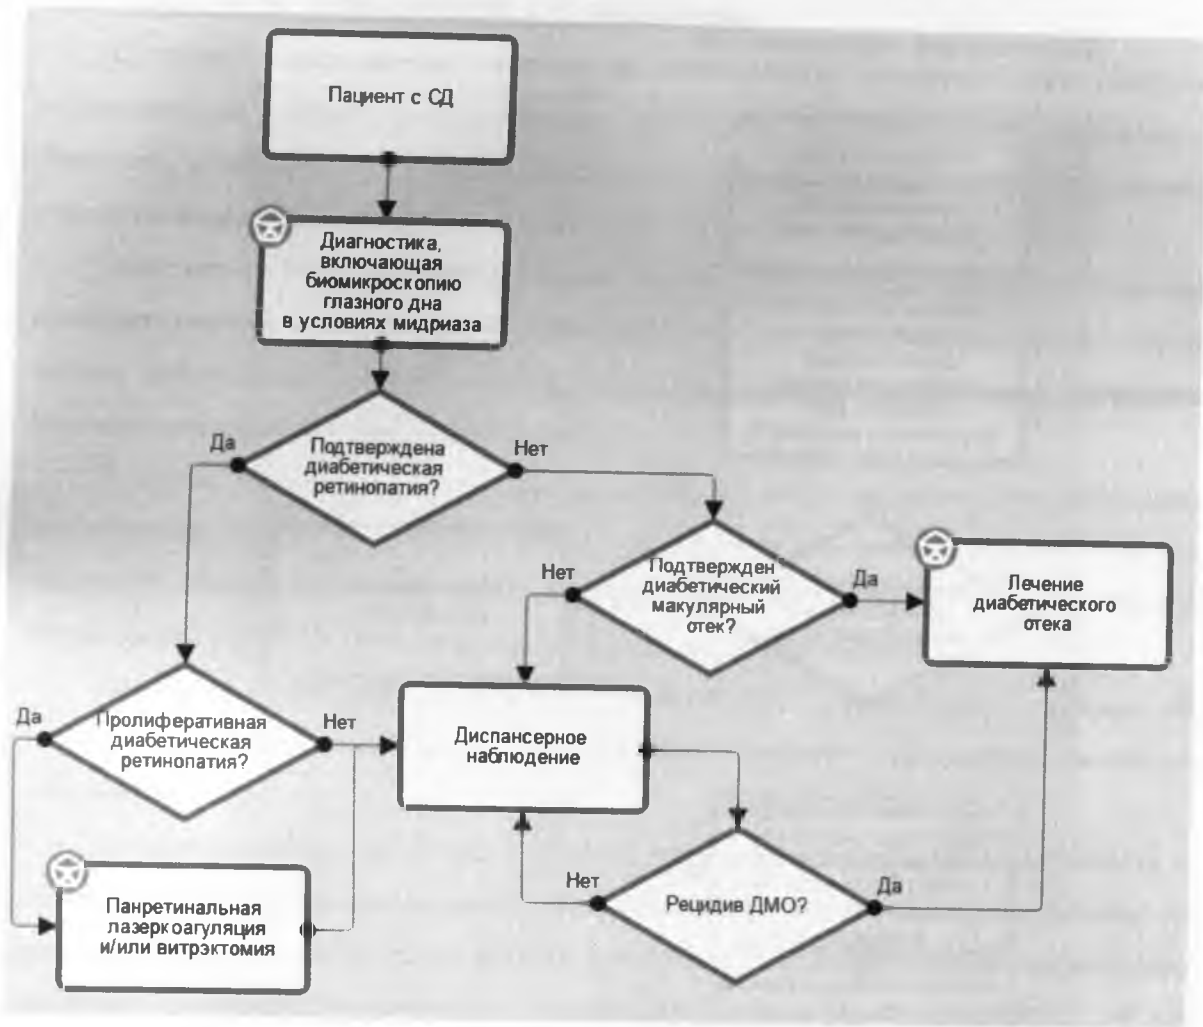 Пациент с СД
Диагностика,
включающая
биомикроскопию
глазного дна
в условиях мидриаза
Да
Подтверждена
диабетическая
ретинопатия?
Нет
Нет
Подтвержден
диабетический
макулярный
отек?
Да
Лечение
диабетического
отека
Да
Пролиферативная
диабетическая
ретинопатия?
Нет
Диспансерное
наблюдение
Нет
Рецидив ДМО?
Да
Панретинальная
лазеркоагуляция
и/или витрэктомия